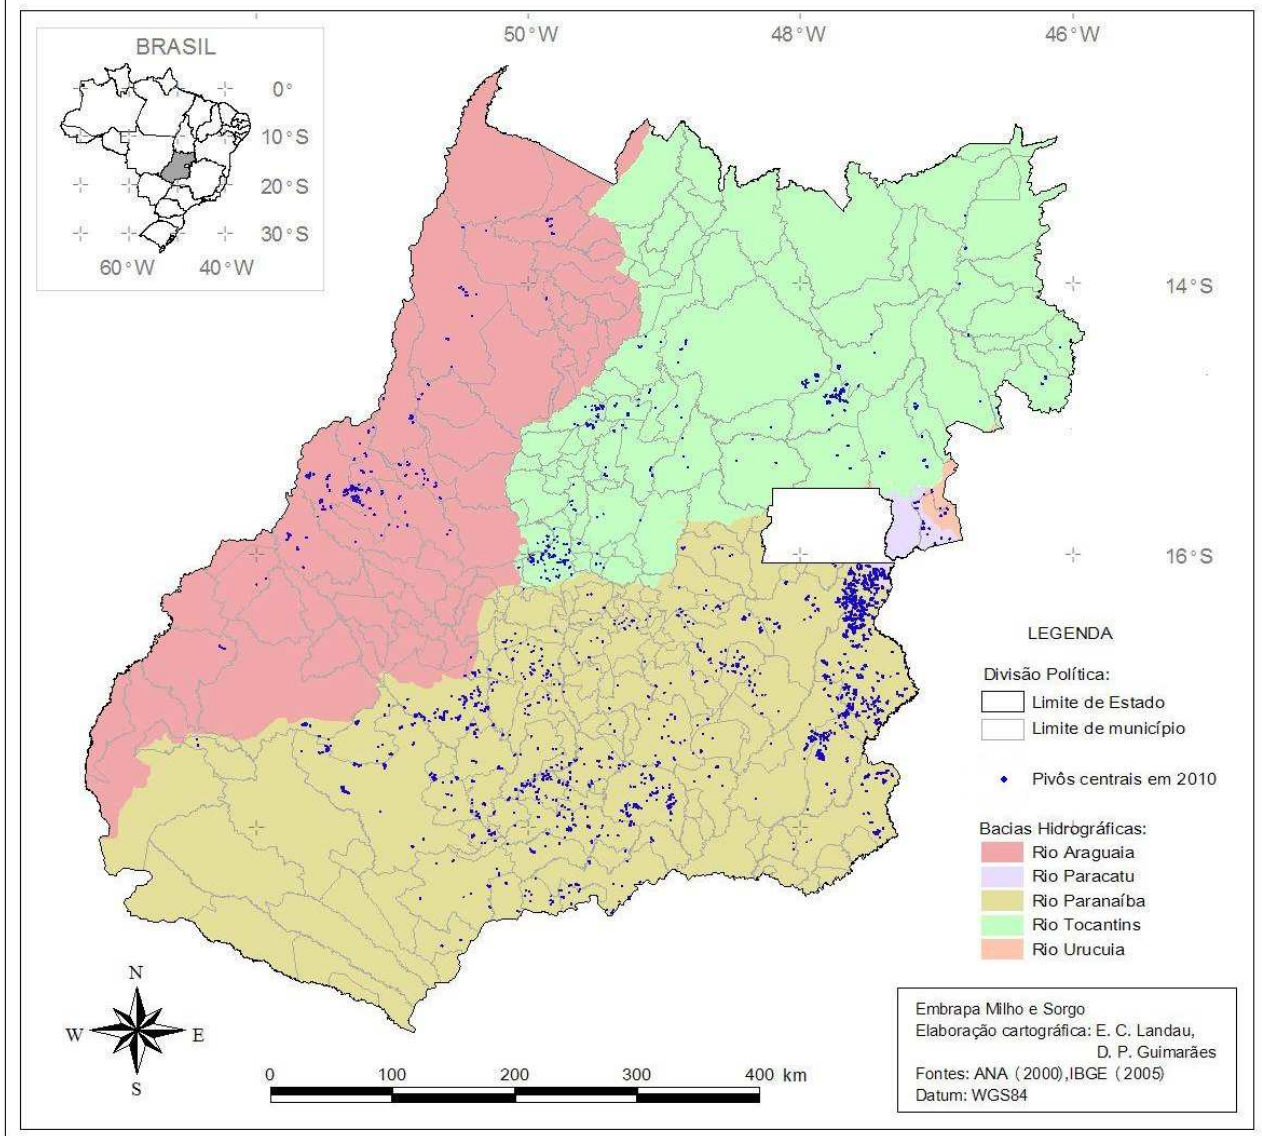 BRASIL
0°
10°S
20°S
30°S
60°W 40°W
50°W 48°W 46°W
14°S
16°S
LEGENDA
Divisão Política:
Limite de Estado
Limite de município
Pivôs centrais em 2010
Bacias Hidrográficas:
Rio Araguaia
Rio Paracatu
Rio Paranaíba
Rio Tocantins
Rio Urucuia
N
W E
S
0 100 200 300 400 km
Embrapa Milho e Sorgo
Elaboração cartográfica: E. C. Landau,
D. P. Guimarães
Fontes: ANA (2000),IBGE (2005)
Datum: WGS84